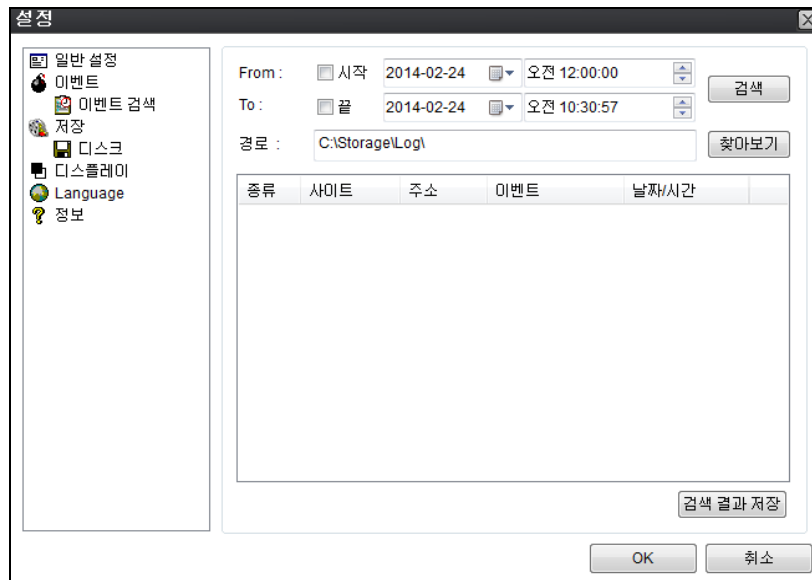 설정
일반 설정
이벤트
이벤트 검색
저장
디스크
디스플레이
Language
정보
From : 시작 2014-02-24 오전 12:00:00
검색
To : 끝 2014-02-24 오전 10:30:57
경로 : C:\Storage\Log\ 찾아보기
종류 사이트 주소 이벤트 날짜/시간
검색 결과 저장
OK 취소